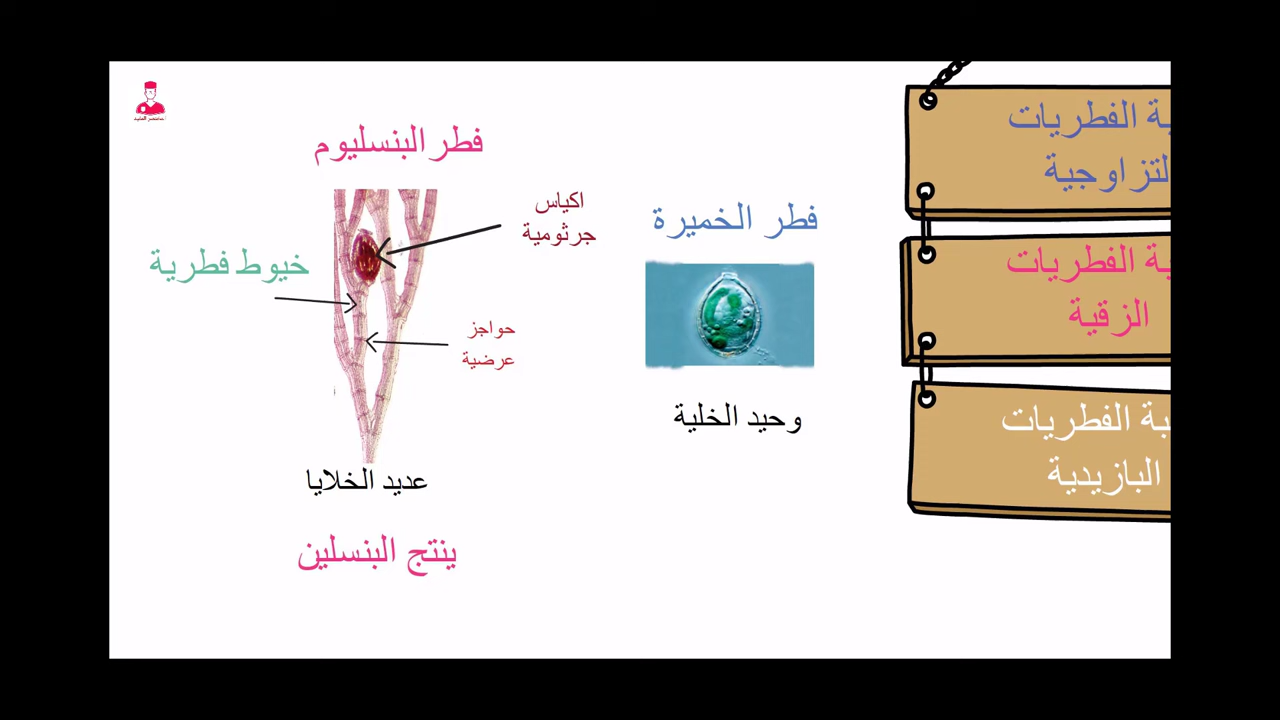 فطر البنسليوم
اكياس
جرثومية
خيوط فطرية
حواجز
عرضية
عديد الخلايا
ينتج البنسلين
فطر الخميرة
وحيد الخلية
الفطريات
الفطريات
الزقية
الفطريات
البازيدية